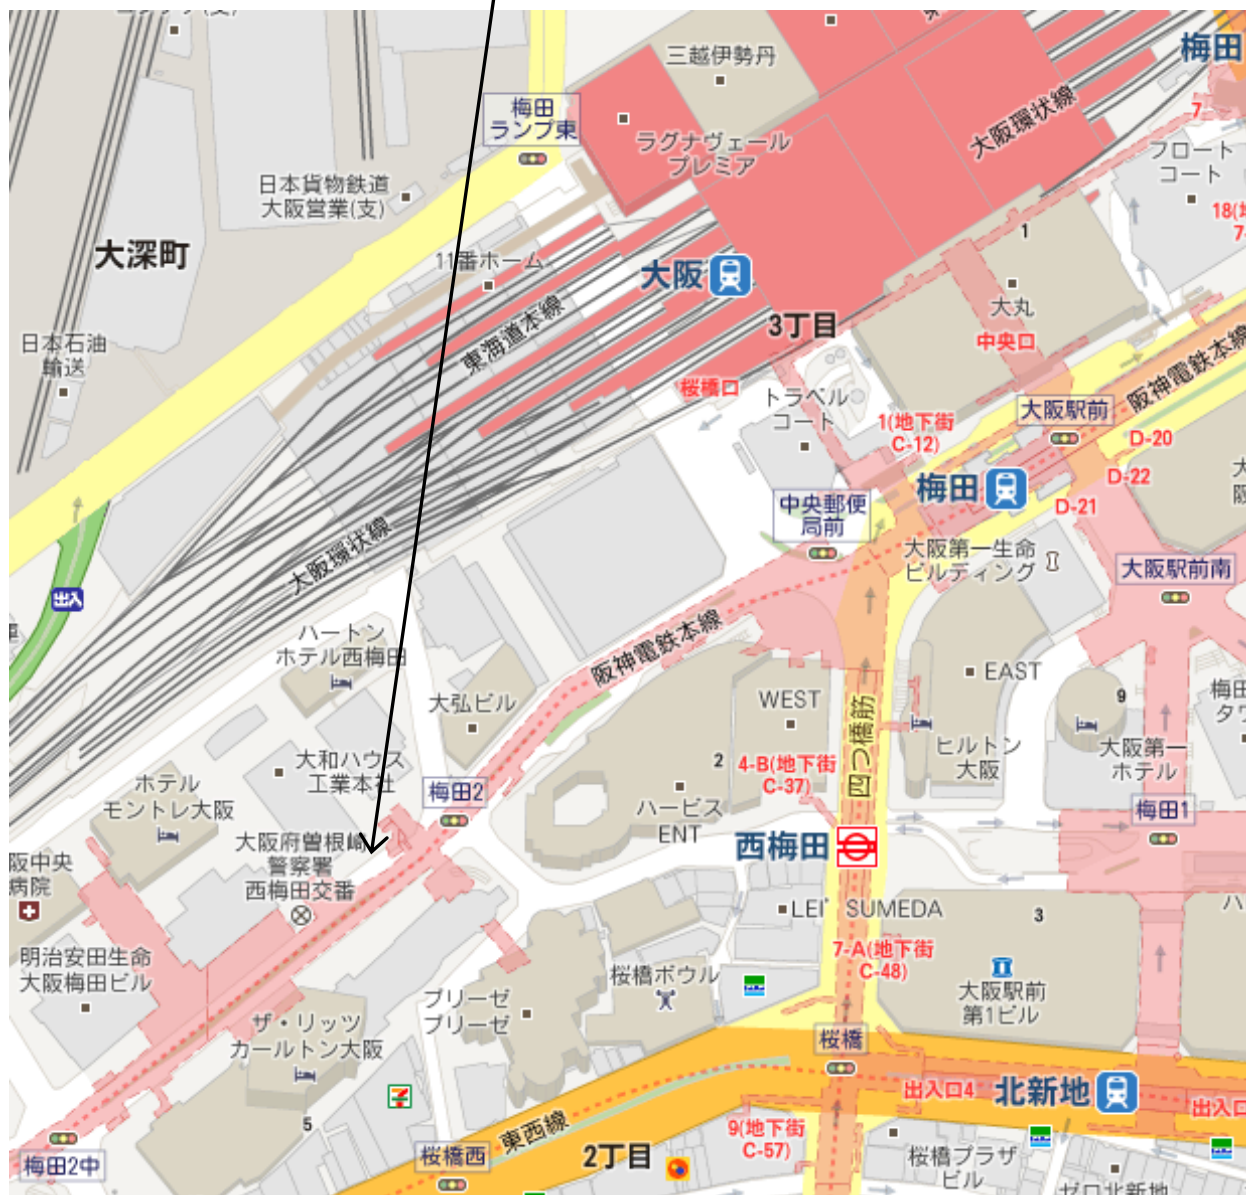 三越伊勢丹
梅田
梅田
ランプ東
ラグナヴェール
プレミア
大阪環状線
7
フロート
コート
日本貨物鉄道
大阪営業(支)
大深町
11番ホーム
大阪
1
大丸
3丁目
中央口
東海道本線
日本石油
輸送
桜橋口
トラベル
コート
1(地下街
C-12)
大阪駅前
阪神電鉄本線
D-20
D-22
D-21
梅田
中央郵便
局前
大阪第一生命
ビルディング
大阪駅前南
大阪環状線
出入
ハートン
ホテル西梅田
阪神電鉄本線
大弘ビル
WEST
EAST
9
四つ橋筋
ヒルトン
大阪
大阪第一
ホテル
大和ハウス
工業本社
2
4-B(地下街
C-37)
梅田2
ホテル
モントレ大阪
ハービス
ENT
梅田1
西梅田
大阪府曽根崎
警察署
西梅田交番
阪中央
病院
SUMEDA
3
7-A(地下街
C-48)
明治安田生命
大阪梅田ビル
桜橋ボウル
ブリーゼ
ブリーゼ
大阪駅前
第1ビル
ザ・リッツ
カールトン大阪
桜橋
出入口4
北新地
出入口
5
東西線
2丁目
9(地下街
C-57)
梅田2中
桜橋西
桜橋プラザ
ビル
ゼロ北新地